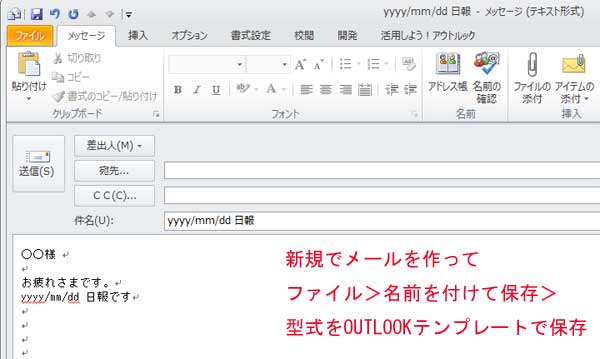 yyyy/mm/dd 日報 - メッセージ (テキスト形式)
ファイル メッセージ 挿入 オプション 書式設定 校閲 開発 活用しよう!アウトルック
貼り付け
切り取り
コピー
書式のコピー/貼り付け
クリップボード
B I U A
フォント
アドレス帳 名前の
確認
名前
ファイルの
添付
アイテムの
添付
挿入
送信(S)
差出人(M)
宛先...
C C(C)...
件名(U): yyyy/mm/dd 日報
〇〇様
お疲れさまです。
yyyy/mm/dd 日報です
新規でメールを作って
ファイル>名前を付けて保存>
型式をOUTLOOKテンプレートで保存